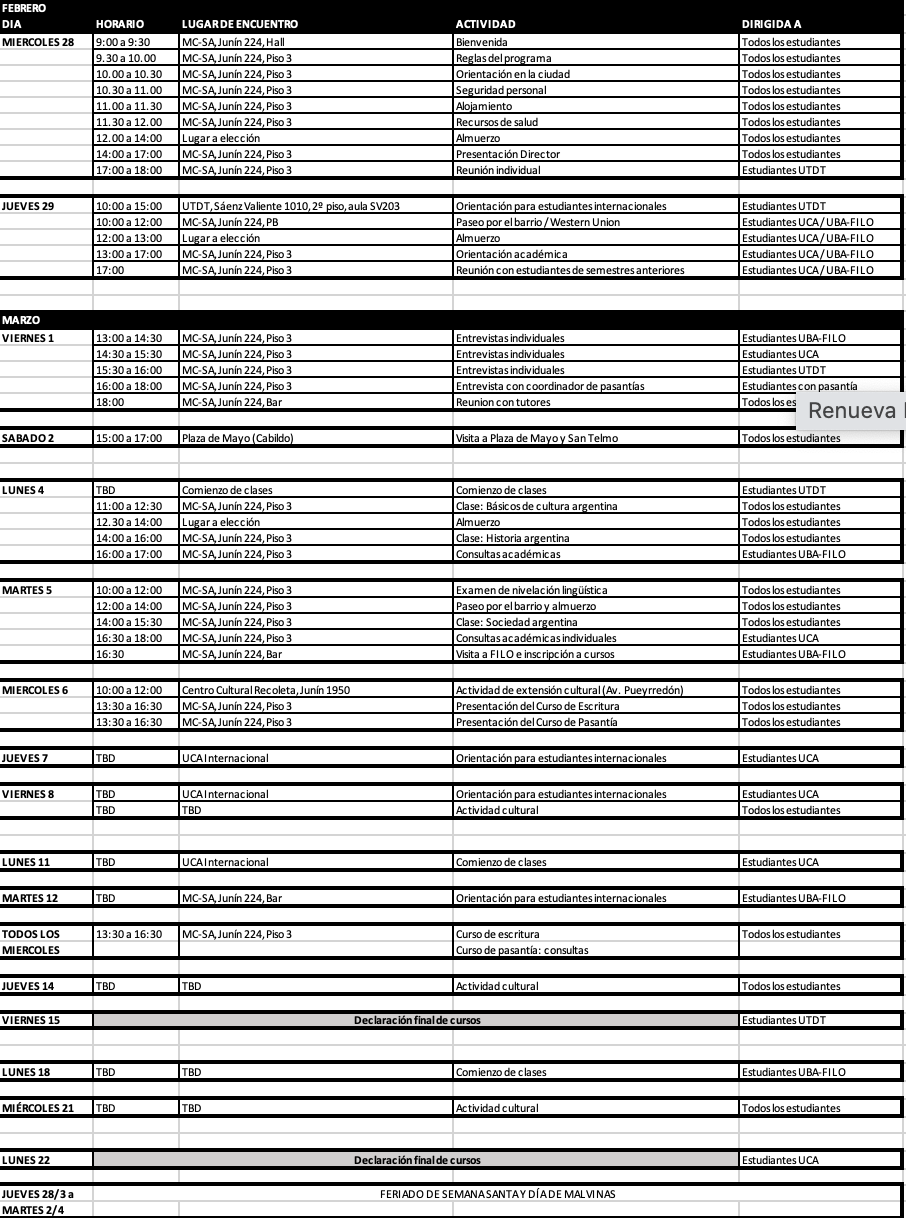 FEBRERO
DIA HORARIO LUGAR DE ENCUENTRO ACTIVIDAD DIRIGIDA A
MIERCOLES 28 9:00 a 9:30 MC-SA, Junín 224, Hall Bienvenida Todos los estudiantes
9.30 a 10.00 MC-SA, Junín 224, Piso 3 Reglas del programa Todos los estudiantes
10.00 a 10.30 MC-SA, Junín 224, Piso 3 Orientación en la ciudad Todos los estudiantes
10.30 a 11.00 MC-SA, Junín 224, Piso 3 Seguridad personal Todos los estudiantes
11.00 a 11.30 MC-SA, Junín 224, Piso 3 Alojamiento Todos los estudiantes
11.30 a 12.00 MC-SA, Junín 224, Piso 3 Recursos de salud Todos los estudiantes
12.00 a 14:00 Lugar a elección Almuerzo Todos los estudiantes
14:00 a 17:00 MC-SA, Junín 224, Piso 3 Presentación Director Todos los estudiantes
17:00 a 18:00 MC-SA, Junín 224, Piso 3 Reunión individual Estudiantes UTDT
JUEVES 29 10:00 a 15:00 UTDT, Sáenz Valiente 1010, 2º piso, aula SV203 Orientación para estudiantes internacionales Estudiantes UTDT
10:00 a 12:00 MC-SA, Junín 224, PB Paseo por el barrio / Western Union Estudiantes UCA / UBA-FILO
12:00 a 13:00 Lugar a elección Almuerzo Estudiantes UCA / UBA-FILO
13:00 a 17:00 MC-SA, Junín 224, Piso 3 Orientación académica Estudiantes UCA / UBA-FILO
17:00 MC-SA, Junín 224, Piso 3 Reunión con estudiantes de semestres anteriores Estudiantes UCA / UBA-FILO
MARZO
VIERNES 1 13:00 a 14:30 MC-SA, Junín 224, Piso 3 Entrevistas individuales Estudiantes UBA-FILO
14:30 a 15:30 MC-SA, Junín 224, Piso 3 Entrevistas individuales Estudiantes UCA
15:30 a 16:00 MC-SA, Junín 224, Piso 3 Entrevistas individuales Estudiantes UTDT
16:00 a 18:00 MC-SA, Junín 224, Piso 3 Entrevista con coordinador de pasantías Estudiantes con pasantía
18:00 MC-SA, Junín 224, Bar Reunion con tutores Todos los es
Renueva
SABADO 2 15:00 a 17:00 Plaza de Mayo (Cabildo) Visita a Plaza de Mayo y San Telmo Todos los estudiantes
LUNES 4 TBD Comienzo de clases Comienzo de clases Estudiantes UTDT
11:00 a 12:30 MC-SA, Junín 224, Piso 3 Clase: Básicos de cultura argentina Todos los estudiantes
12.30 a 14:00 Lugar a elección Almuerzo Todos los estudiantes
14:00 a 16:00 MC-SA, Junín 224, Piso 3 Clase: Historia argentina Todos los estudiantes
16:00 a 17:00 MC-SA, Junín 224, Piso 3 Consultas académicas Estudiantes UBA-FILO
MARTES 5 10:00 a 12:00 MC-SA, Junín 224, Piso 3 Examen de nivelación lingüística Todos los estudiantes
12:00 a 14:00 MC-SA, Junín 224, Piso 3 Paseo por el barrio y almuerzo Todos los estudiantes
14:00 a 15:30 MC-SA, Junín 224, Piso 3 Clase: Sociedad argentina Todos los estudiantes
16:30 a 18:00 MC-SA, Junín 224, Piso 3 Consultas académicas individuales Estudiantes UCA
16:30 MC-SA, Junín 224, Bar Visita a FILO e inscripción a cursos Estudiantes UBA-FILO
MIERCOLES 6 10:00 a 12:00 Centro Cultural Recoleta, Junín 1950 Actividad de extensión cultural (Av. Pueyrredón) Todos los estudiantes
13:30 a 16:30 MC-SA, Junín 224, Piso 3 Presentación del Curso de Escritura Todos los estudiantes
13:30 a 16:30 MC-SA, Junín 224, Piso 3 Presentación del Curso de Pasantía Todos los estudiantes
JUEVES 7 TBD UCA Internacional Orientación para estudiantes internacionales Estudiantes UCA
VIERNES 8 TBD UCA Internacional Orientación para estudiantes internacionales Estudiantes UCA
TBD TBD Actividad cultural Todos los estudiantes
LUNES 11 TBD UCA Internacional Comienzo de clases Estudiantes UCA
MARTES 12 TBD MC-SA, Junín 224, Bar Orientación para estudiantes internacionales Estudiantes UBA-FILO
TODOS LOS 13:30 a 16:30 MC-SA, Junín 224, Piso 3 Curso de escritura Todos los estudiantes
MIERCOLES Curso de pasantía: consultas
JUEVES 14 TBD TBD Actividad cultural Todos los estudiantes
VIERNES 15 Declaración final de cursos Estudiantes UTDT
LUNES 18 TBD TBD Comienzo de clases Estudiantes UBA-FILO
MIÉRCOLES 21 TBD TBD Actividad cultural Todos los estudiantes
LUNES 22 Declaración final de cursos Estudiantes UCA
JUEVES 28/3 a FERIADO DE SEMANA SANTA Y DÍA DE MALVINAS
MARTES 2/4